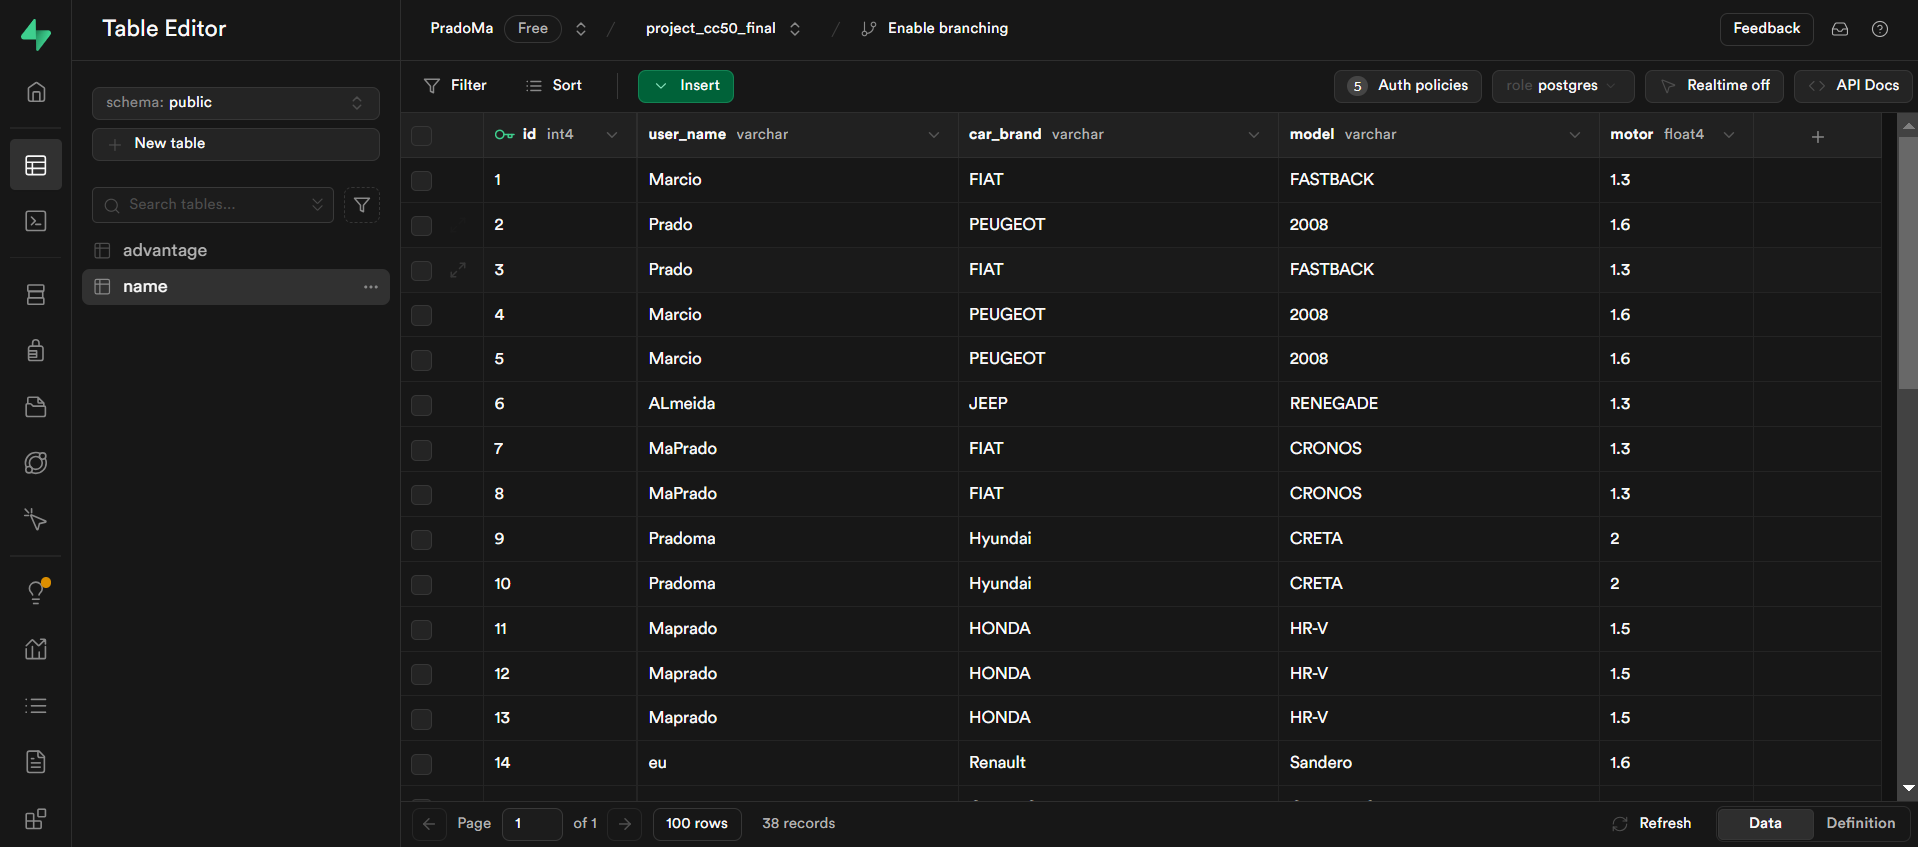 Table Editor
PradoMa Free / project_cc50_final / Enable branching
Feedback
schema: public
New table
Search tables...
advantage
name
Filter Sort Insert
5 Auth policies role postgres Realtime off API Docs
id int4 user_name varchar car_brand varchar model varchar motor float4
1 Marcio FIAT FASTBACK 1.3
2 Prado PEUGEOT 2008 1.6
3 Prado FIAT FASTBACK 1.3
4 Marcio PEUGEOT 2008 1.6
5 Marcio PEUGEOT 2008 1.6
6 ALmeida JEEP RENEGADE 1.3
7 MaPrado FIAT CRONOS 1.3
8 MaPrado FIAT CRONOS 1.3
9 Pradoma Hyundai CRETA 2
10 Pradoma Hyundai CRETA 2
11 Maprado HONDA HR-V 1.5
12 Maprado HONDA HR-V 1.5
13 Maprado HONDA HR-V 1.5
14 eu Renault Sandero 1.6
Page 1 of 1 100 rows 38 records
Refresh Data Definition